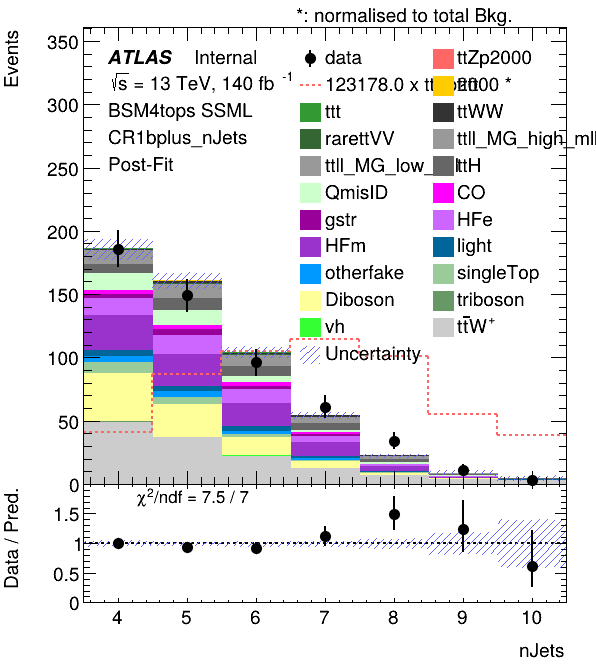 *: normalised to total Bkg.
Events
350
300
250
200
150
100
50
0
ATLAS Internal
√s = 13 TeV, 140 fb -1
BSM4tops SSML
CR1bplus_nJets
Post-Fit
data
ttZp2000
123178.0 x tt
*
ttt
ttWW
rarettVV
ttll_MG_high_mll
ttll_MG_low_
ttH
QmisID
CO
gstr
HFe
HFm
light
otherfake
singleTop
Diboson
triboson
vh
tt̄W+
Uncertainty
Data / Pred.
χ2/ndf = 7.5 / 7
1.5
1
0.5
0
4 5 6 7 8 9 10
nJets